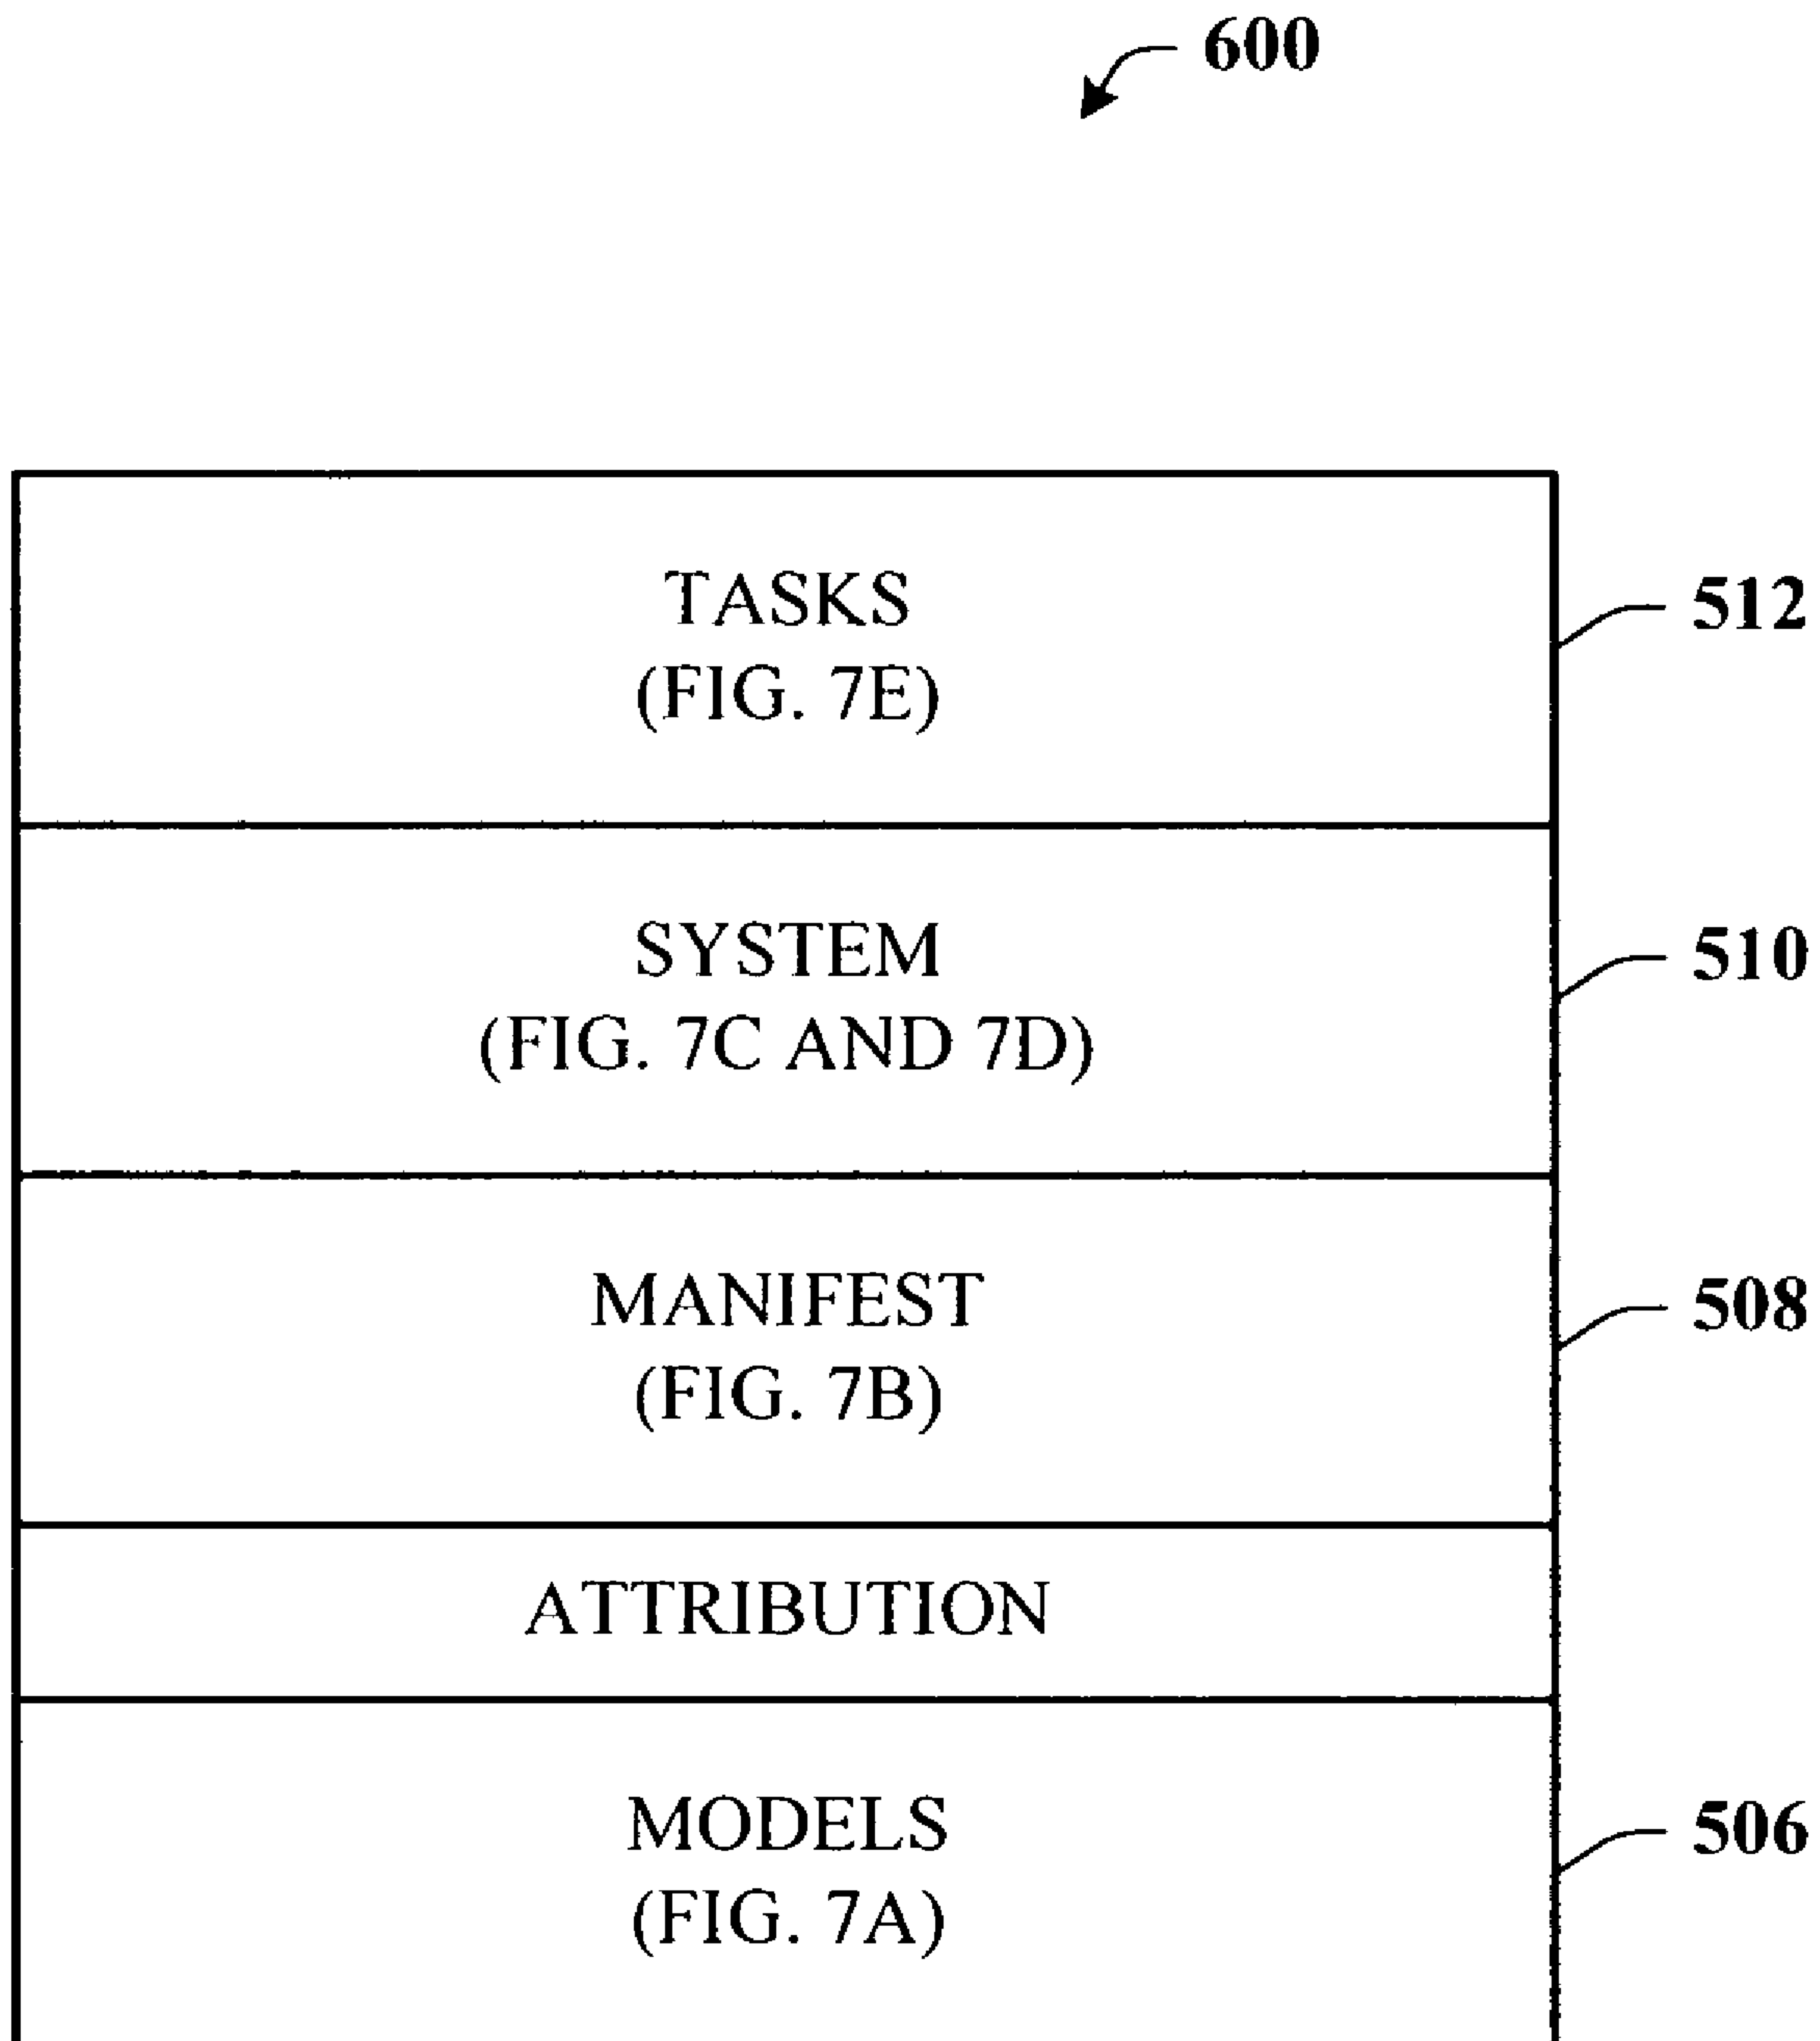 600
TASKS
(FIG. 7E)
512
SYSTEM
(FIG. 7C AND 7D)
510
MANIFEST
(FIG. 7B)
508
ATTRIBUTION
MODELS
(FIG. 7A)
506